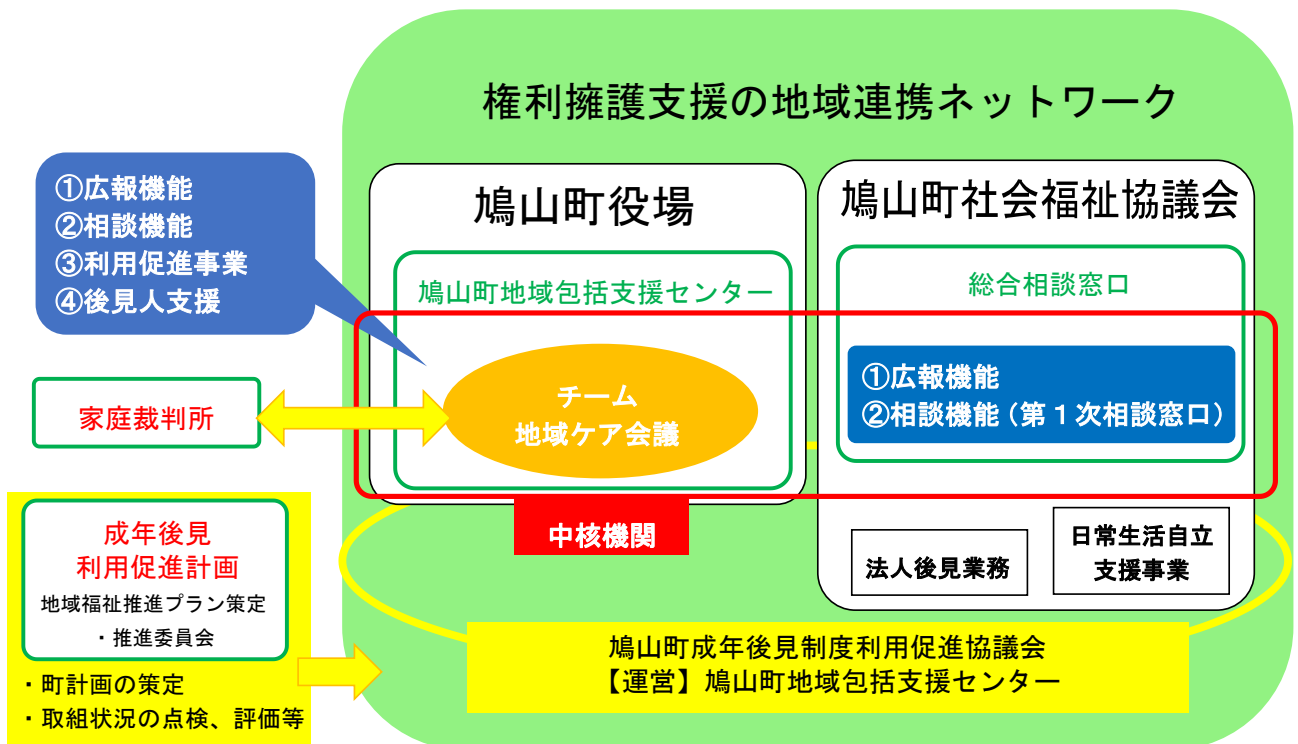 権利擁護支援の地域連携ネットワーク
①広報機能
②相談機能
③利用促進事業
④後見人支援
鳩山町役場
鳩山町地域包括支援センター
チーム
地域ケア会議
中核機関
鳩山町社会福祉協議会
総合相談窓口
①広報機能
②相談機能(第1次相談窓口)
法人後見業務
日常生活自立
支援事業
家庭裁判所
成年後見
利用促進計画
地域福祉推進プラン策定
・推進委員会
・町計画の策定
・取組状況の点検、評価等
鳩山町成年後見制度利用促進協議会
【運営】鳩山町地域包括支援センター